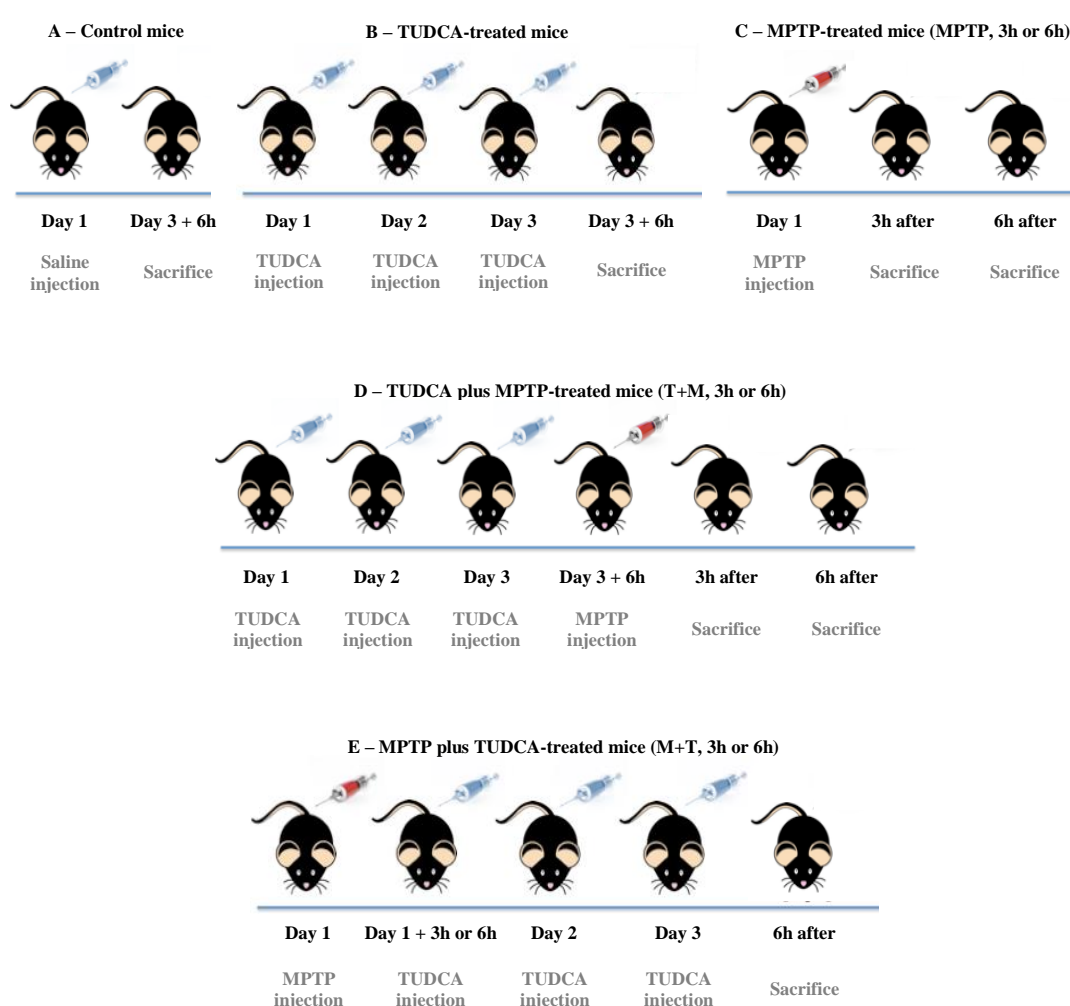 A – Control mice
B – TUDCA-treated mice
C – MPTP-treated mice (MPTP, 3h or 6h)
Day 1
Day 3 + 6h
Day 1
Day 2
Day 3
Day 3 + 6h
Day 1
3h after
6h after
Saline
injection
Sacrifice
TUDCA
injection
TUDCA
injection
TUDCA
injection
Sacrifice
MPTP
injection
Sacrifice
Sacrifice
D – TUDCA plus MPTP-treated mice (T+M, 3h or 6h)
Day 1
Day 2
Day 3
Day 3 + 6h
3h after
6h after
TUDCA
injection
TUDCA
injection
TUDCA
injection
MPTP
injection
Sacrifice
Sacrifice
E – MPTP plus TUDCA-treated mice (M+T, 3h or 6h)
Day 1
Day 1 + 3h or 6h
Day 2
Day 3
6h after
MPTP
injection
TUDCA
injection
TUDCA
injection
TUDCA
injection
Sacrifice